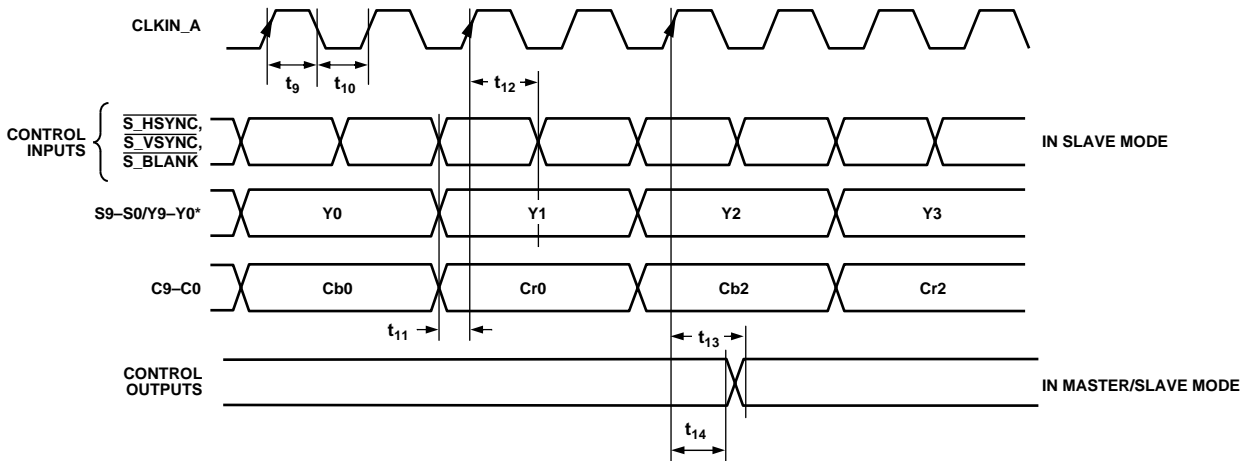 CLKIN_A
t9
t10
t12
CONTROL
INPUTS
S_HSYNC,
S_VSYNC,
S_BLANK
IN SLAVE MODE
S9–S0/Y9–Y0*
Y0
Y1
Y2
Y3
C9–C0
Cb0
Cr0
Cb2
Cr2
t11
t13
CONTROL
OUTPUTS
IN MASTER/SLAVE MODE
t14